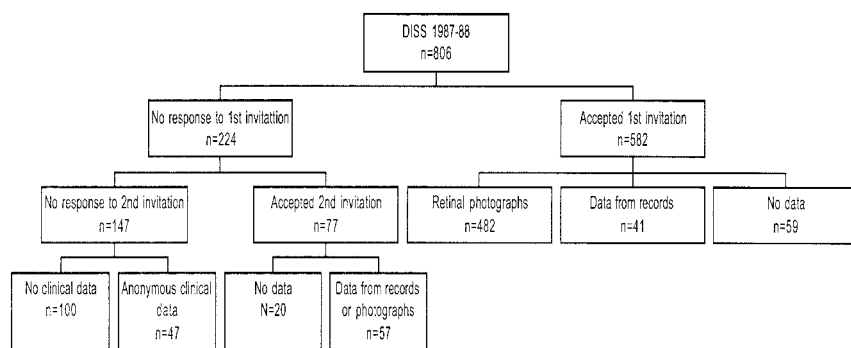 DISS 1987-88
n=806
No response to 1st invitattion
n=224
Accepted 1st invitation
n=582
No response to 2nd invitation
n=147
Accepted 2nd invitation
n=77
Retinal photographs
n=482
Data from records
n=41
No data
n=59
No clinical data
n=100
Anonymous clinical
data
n=47
No data
N=20
Data from records
or photographs
n=57